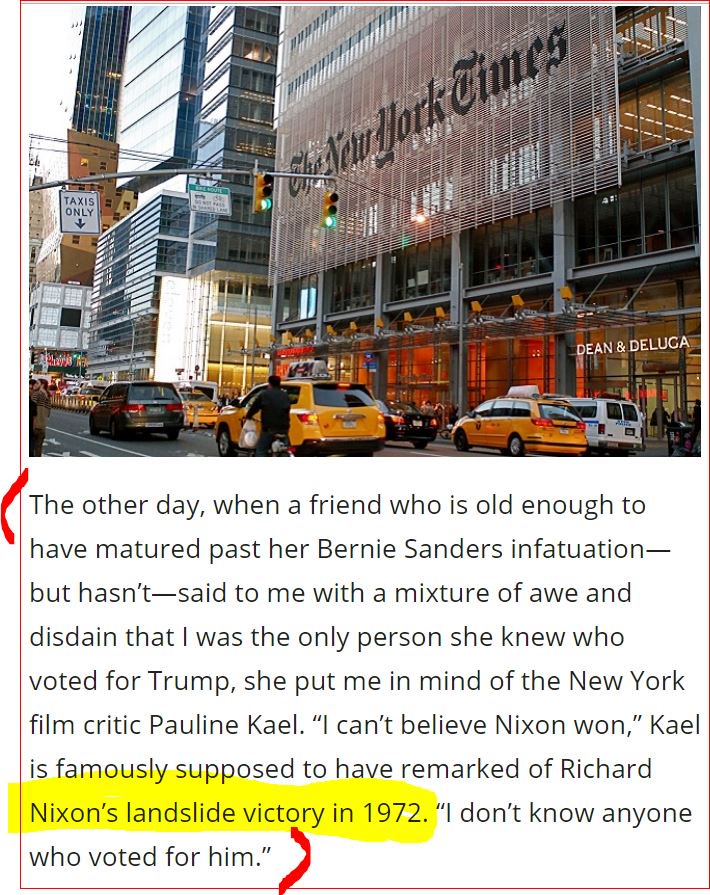 The New York Times
TAXIS
ONLY
BIKE ROUTE
DEAN & DELUCA
The other day, when a friend who is old enough to
have matured past her Bernie Sanders infatuation—
but hasn’t—said to me with a mixture of awe and
disdain that I was the only person she knew who
voted for Trump, she put me in mind of the New York
film critic Pauline Kael. “I can’t believe Nixon won,” Kael
is famously supposed to have remarked of Richard
Nixon’s landslide victory in 1972. “I don’t know anyone
who voted for him.”